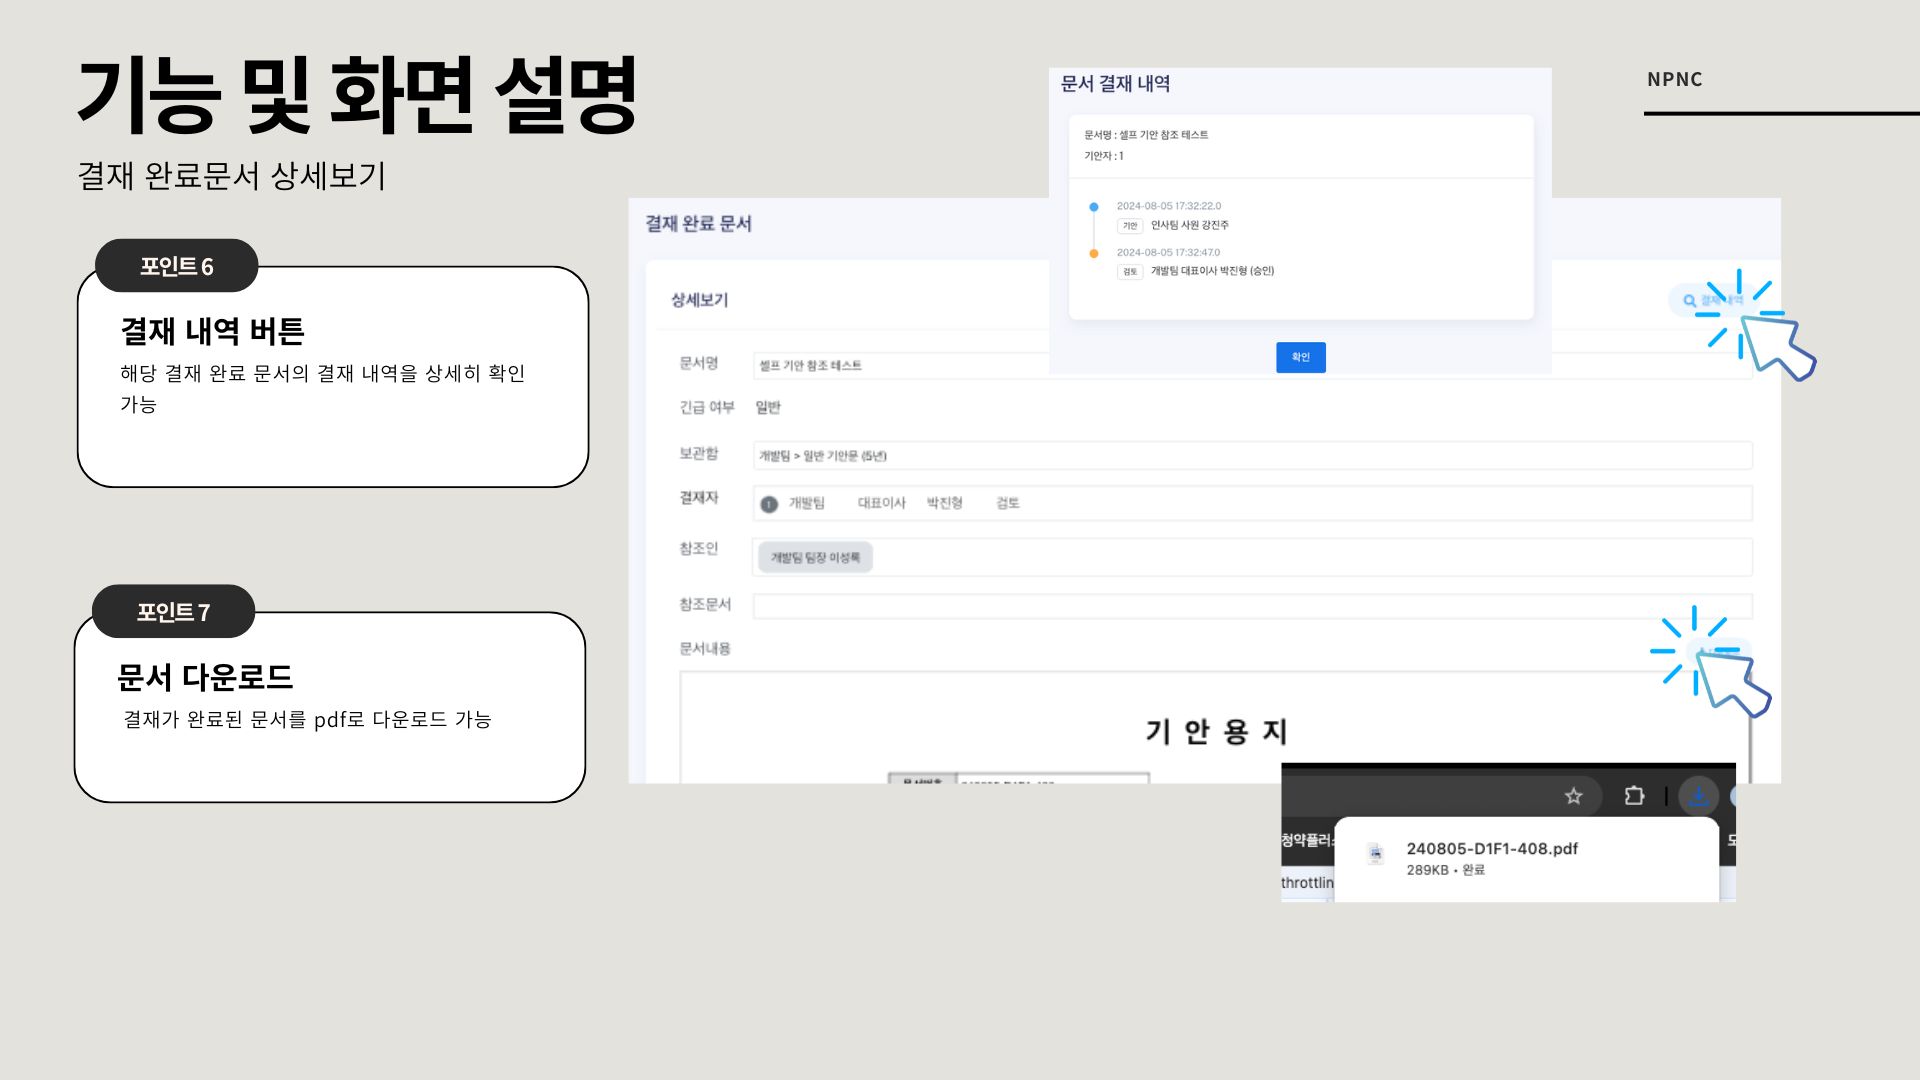 기능 및 화면 설명
결재 완료문서 상세보기
NPNC
포인트 6
결재 내역 버튼
해당 결재 완료 문서의 결재 내역을 상세히 확인
가능
포인트 7
문서 다운로드
결재가 완료된 문서를 pdf로 다운로드 가능
문서 결재 내역
문서명 : 셀프 기안 참조 테스트
기안자 : 1
2024-08-05 17:32:22.0
기안 인사팀 사원 강진주
2024-08-05 17:32:47.0
검토 개발팀 대표이사 박진형 (승인)
확인
결재 완료 문서
상세보기
결재 내역
문서명 셀프 기안 참조 테스트
긴급 여부 일반
보관함 개발팀 > 일반 기안문 (5년)
결재자 1 개발팀 대표이사 박진형 검토
참조인 개발팀 팀장 이성록
참조문서
문서내용
기 안 용 지
청약플러스
240805-D1F1-408.pdf
289KB • 완료
throttlin